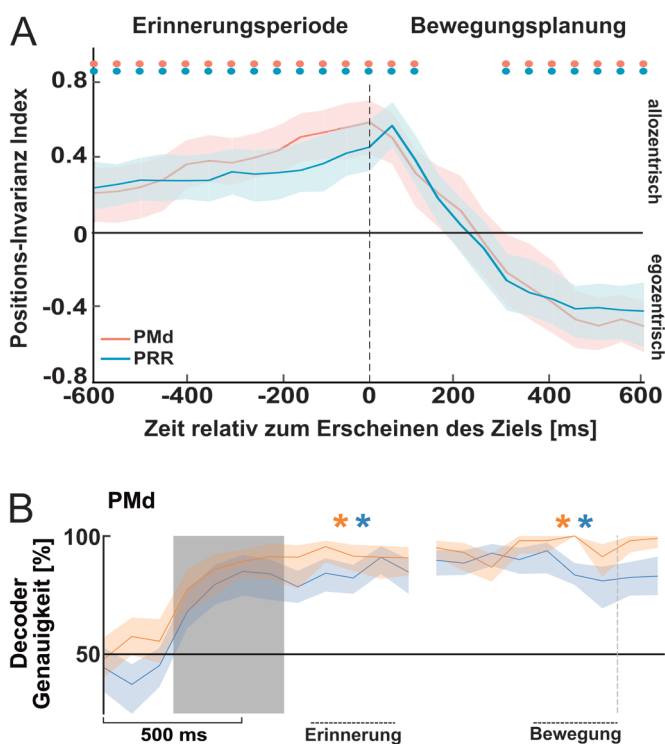 A
Erinnerungsperiode Bewegungsplanung
Positions-Invarianz Index
0.8
0.4
0
-0.4
-0.8
allozentrisch
egozentrisch
PMd
PRR
-600 -400 -200 0 200 400 600
Zeit relativ zum Erscheinen des Ziels [ms]
B PMd
* * * *
Decoder
Genauigkeit [%]
100
50
500 ms Erinnerung Bewegung